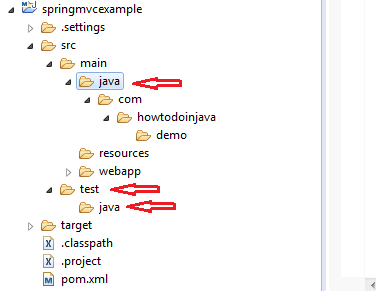 springmvcexample
.settings
src
main
java
com
howtodoinjava
demo
resources
webapp
test
java
target
.classpath
.project
pom.xml